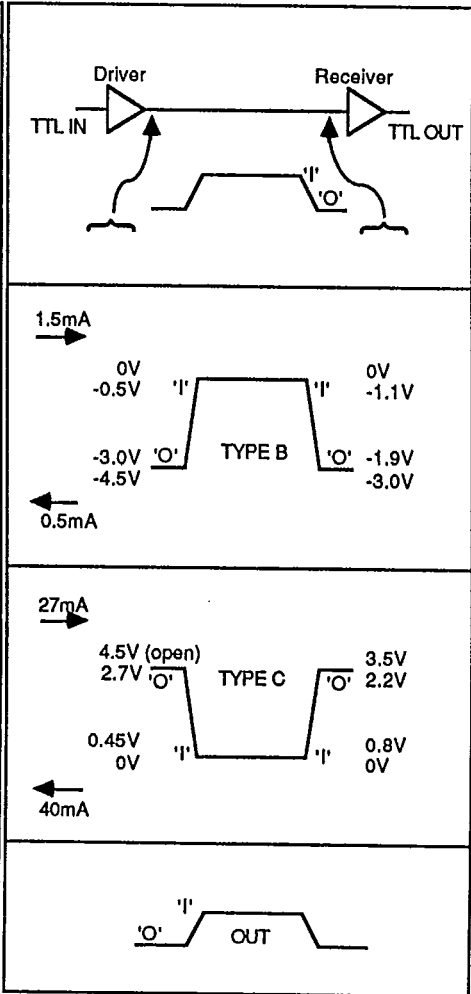 Driver
Receiver
TTL IN
TTL OUT
'I'
'O'
1.5mA
0V
-0.5V
'I'
'I'
0V
-1.1V
-3.0V
-4.5V
'O'
TYPE B
'O'
-1.9V
-3.0V
0.5mA
27mA
4.5V (open)
2.7V
'O'
TYPE C
'O'
3.5V
2.2V
0.45V
0V
'I'
'I'
0.8V
0V
40mA
'I'
'O'
OUT